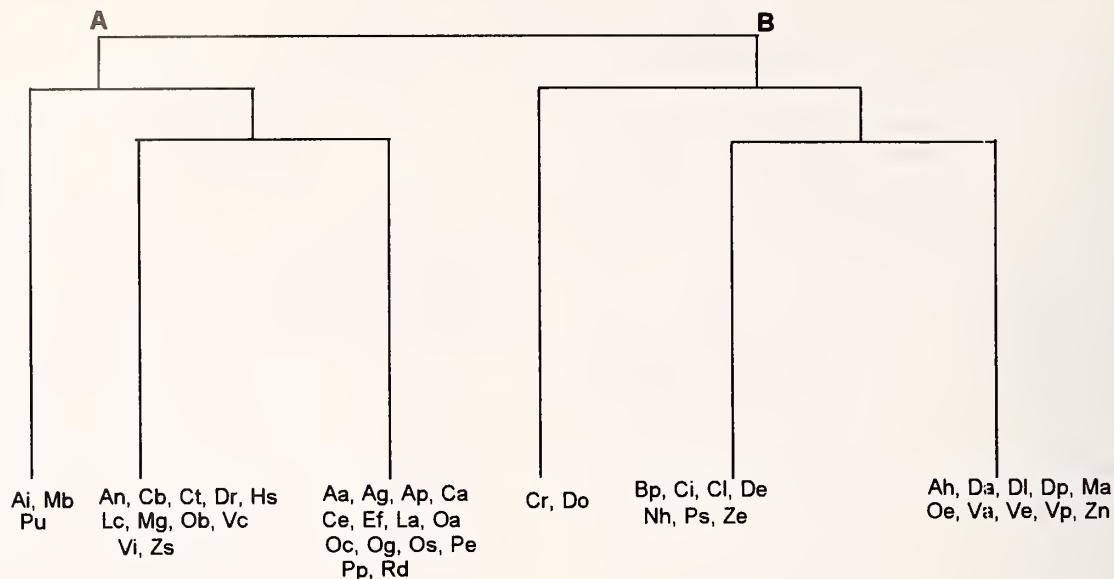 A
B
Ai, Mb
Pu
An, Cb, Ct, Dr, Hs
Lc, Mg, Ob, Vc
Vi, Zs
Aa, Ag, Ap, Ca
Ce, Ef, La, Oa
Oc, Og, Os, Pe
Pp, Rd
Cr, Do
Bp, Ci, Cl, De
Nh, Ps, Ze
Ah, Da, Dl, Dp, Ma
Oe, Va, Ve, Vp, Zn